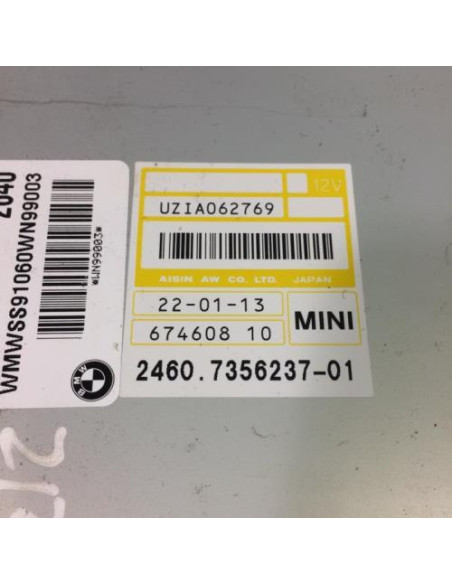 2040
WMWSS91060WN99003
*WN99003*
BMW
12V
UZIA062769
AISIN AW CO. LTD. JAPAN
22-01-13
674608 10
MINI
2460.7356237-01